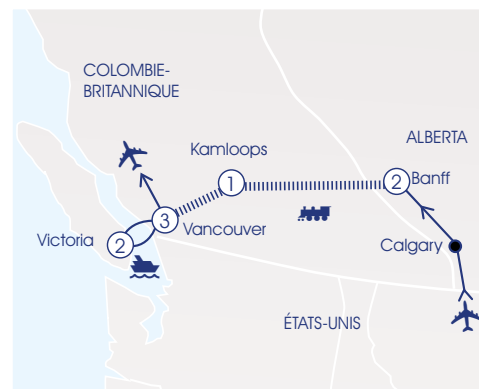 COLOMBIE-
BRITANNIQUE
ALBERTA
Kamloops
1
2
Banff
3
Vancouver
Victoria
2
Calgary
ÉTATS-UNIS